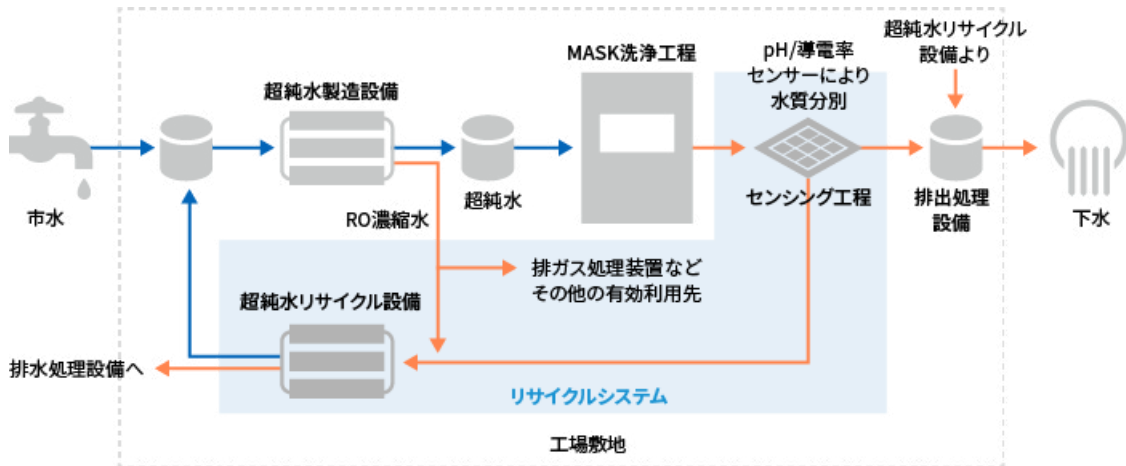 超純水リサイクル
設備より
pH/導電率
センサーにより
水質分別
MASK洗浄工程
超純水製造設備
市水
超純水
センシング工程
排出処理
設備
下水
RO濃縮水
排ガス処理装置など
その他の有効利用先
超純水リサイクル設備
排水処理設備へ
リサイクルシステム
工場敷地